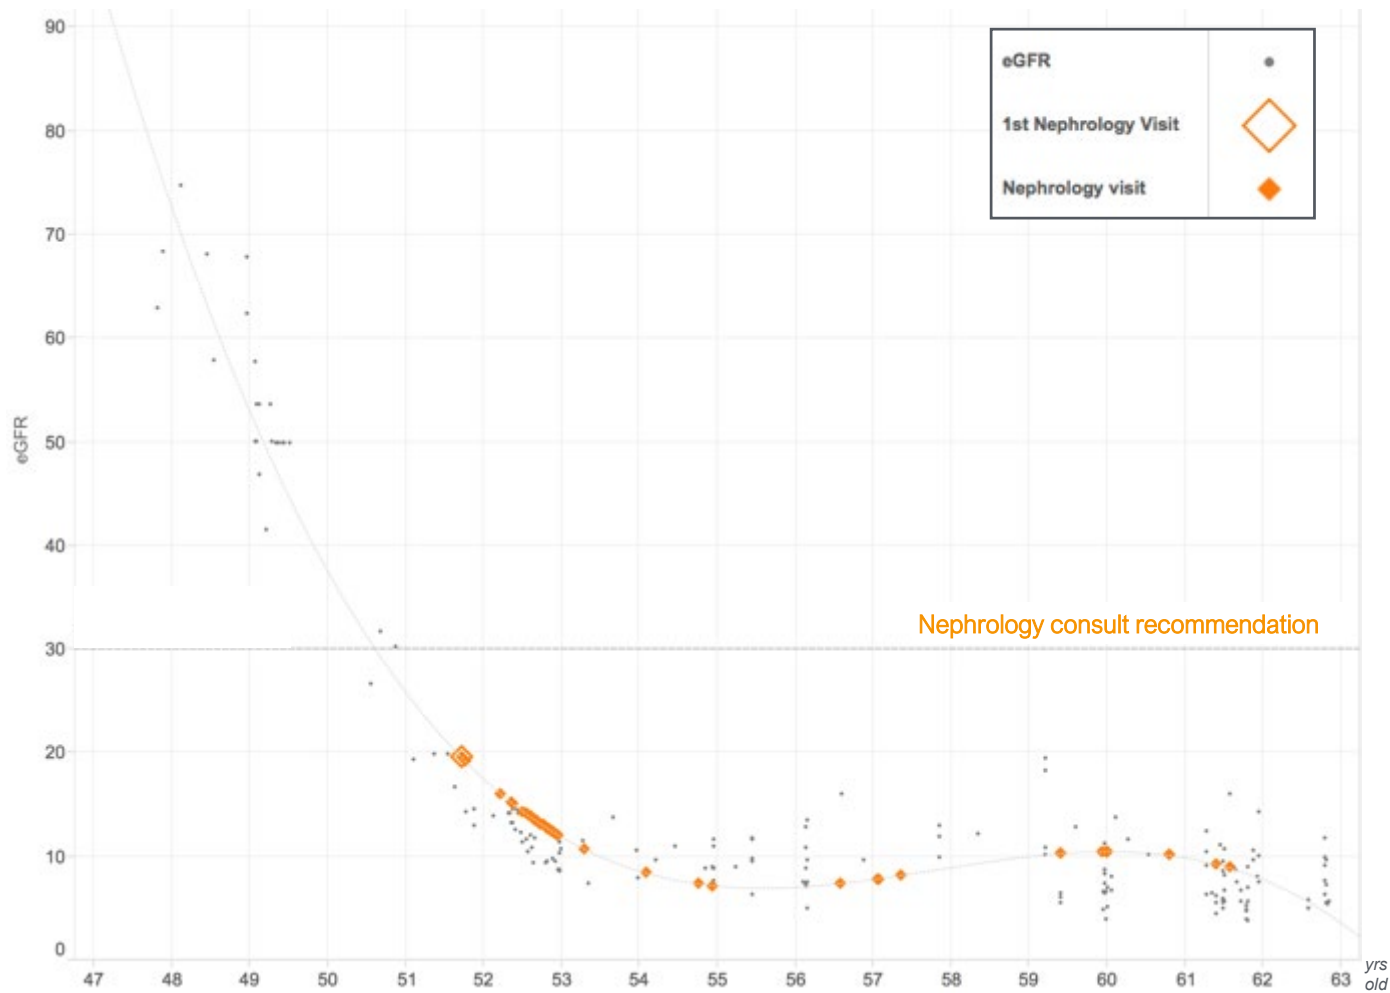 90
80
70
60
50
40
30
20
10
0
eGFR
eGFR
1st Nephrology Visit
Nephrology visit
Nephrology consult recommendation
47 48 49 50 51 52 53 54 55 56 57 58 59 60 61 62 63
yrs
old